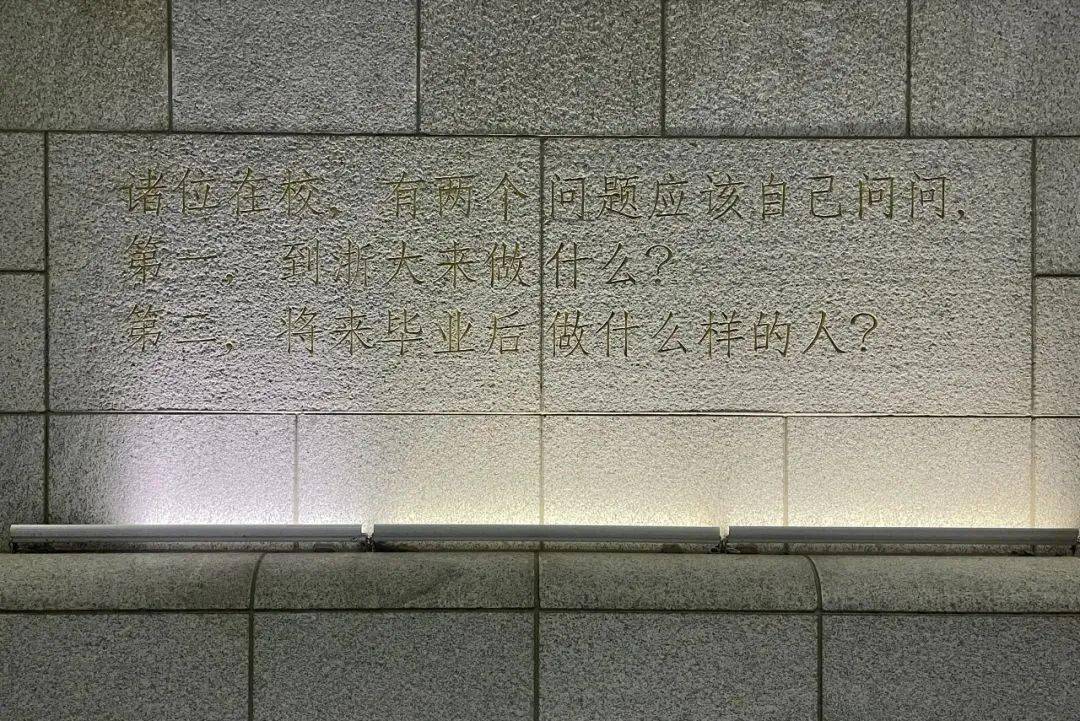 诸位在校，有两个问题应该自己问问，
第一，到浙大来做什么？
第二，将来毕业后做什么样的人？